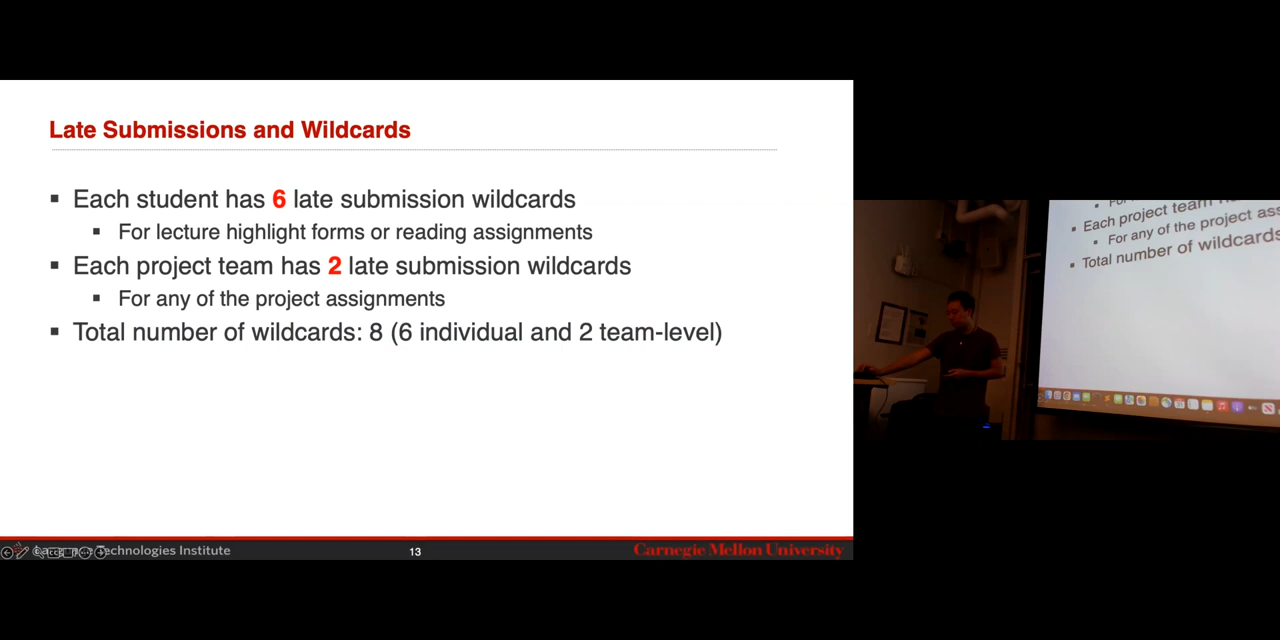 Late Submissions and Wildcards
▪ Each student has 6 late submission wildcards
▪ For lecture highlight forms or reading assignments
▪ Each project team has 2 late submission wildcards
▪ For any of the project assignments
▪ Total number of wildcards: 8 (6 individual and 2 team-level)
Technologies Institute
13
Carnegie Mellon University
▪ Each project team
▪ For any of the project
▪ Total number of wildcards